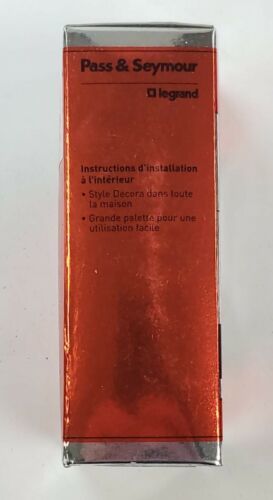 Pass & Seymour
legrand
Instructions d'installation
à l'intérieur
• Style Decora dans toute
la maison
• Grande palette pour une
utilisation facile